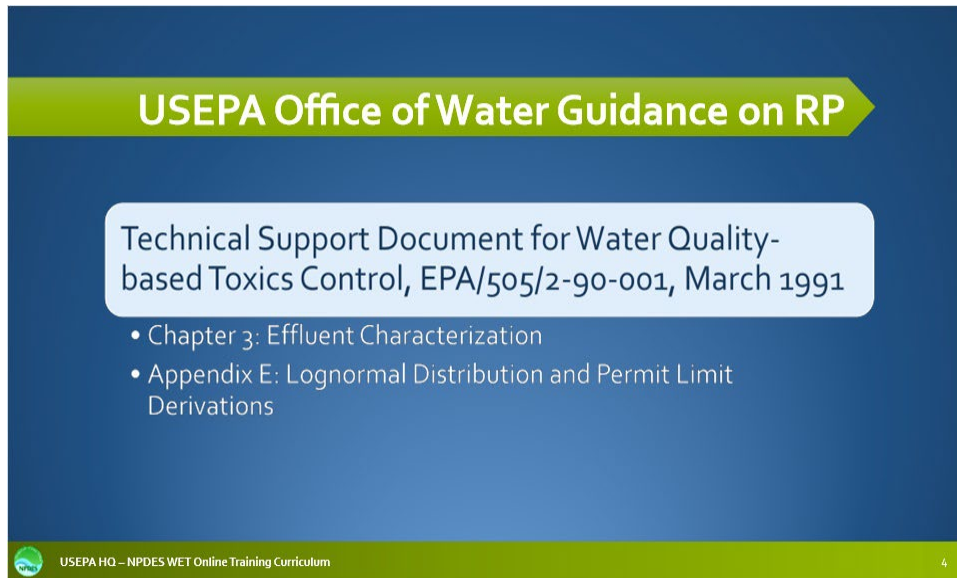 USEPA Office of Water Guidance on RP
Technical Support Document for Water Quality-
based Toxics Control, EPA/505/2-90-001, March 1991
• Chapter 3: Effluent Characterization
• Appendix E: Lognormal Distribution and Permit Limit
Derivations
NPDES
USEPA HQ – NPDES WET Online Training Curriculum
4